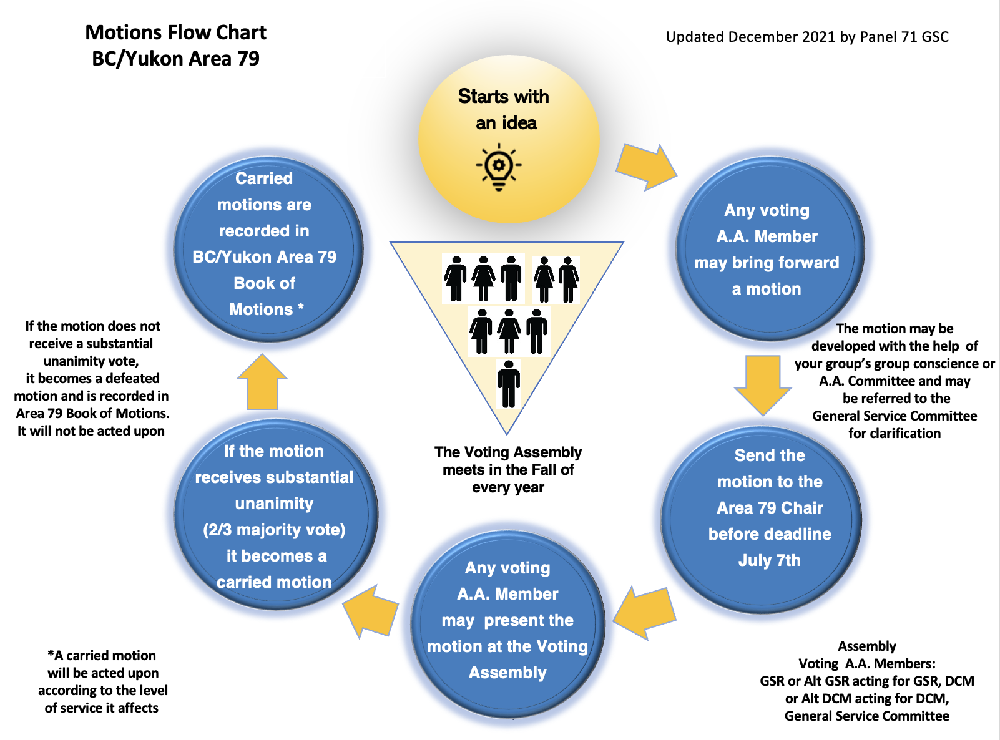 Motions Flow Chart
BC/Yukon Area 79
Updated December 2021 by Panel 71 GSC
Starts with
an idea
Any voting
A.A. Member
may bring forward
a motion
The motion may be
developed with the help of
your group's group conscience or
A.A. Committee and may
be referred to the
General Service Committee
for clarification
Send the
motion to the
Area 79 Chair
before deadline
July 7th
Assembly
Voting A.A. Members:
GSR or Alt GSR acting for GSR, DCM
or Alt DCM acting for DCM,
General Service Committee
The Voting Assembly
meets in the Fall of
every year
Any voting
A.A. Member
may present the
motion at the Voting
Assembly
If the motion
receives substantial
unanimity
(2/3 majority vote)
it becomes a
carried motion
If the motion does not
receive a substantial
unanimity vote,
it becomes a defeated
motion and is recorded in
Area 79 Book of Motions.
It will not be acted upon
Carried
motions are
recorded in
BC/Yukon Area 79
Book of
Motions *
*A carried motion
will be acted upon
according to the level
of service it affects